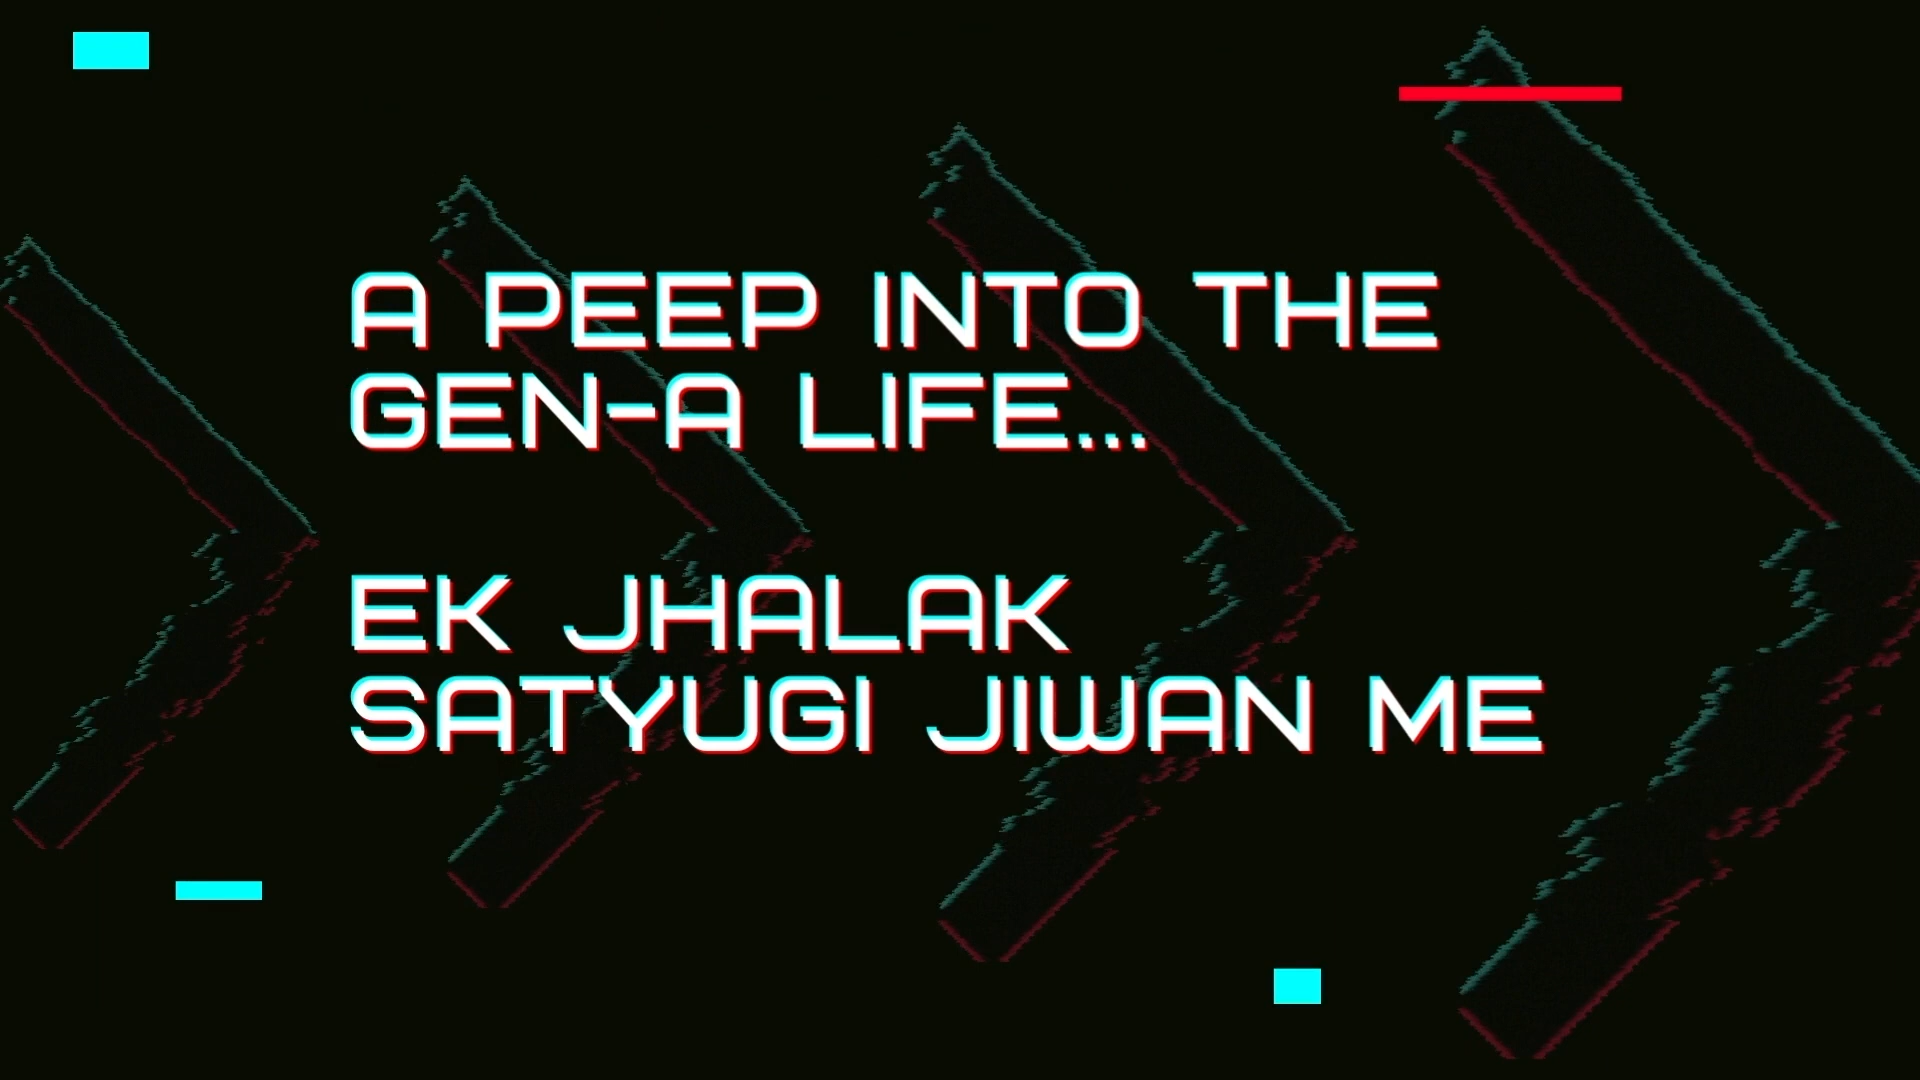 A PEEP INTO THE
GEN-A LIFE...
EK JHALAK
SATYUGI JIWAN ME